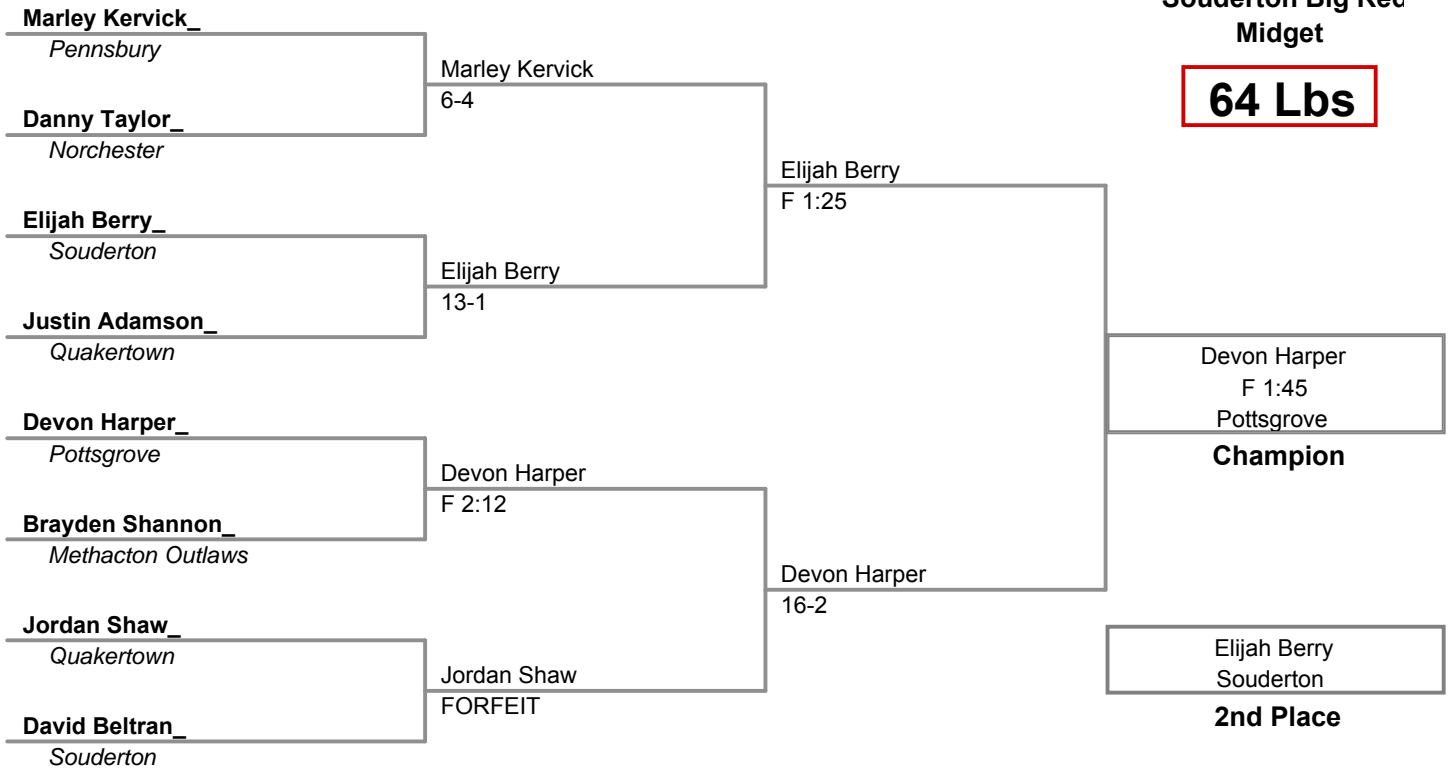 Souderton Big Red
Midget
64 Lbs
Marley Kervick_
Pennsbury
Danny Taylor_
Norchester
Elijah Berry_
Souderton
Justin Adamson_
Quakertown
Devon Harper_
Pottsgrove
Brayden Shannon_
Methacton Outlaws
Jordan Shaw_
Quakertown
David Beltran_
Souderton
Marley Kervick
6-4
Elijah Berry
13-1
Devon Harper
F 2:12
Jordan Shaw
FORFEIT
Elijah Berry
F 1:25
Devon Harper
16-2
Devon Harper
F 1:45
Pottsgrove
Champion
Elijah Berry
Souderton
2nd Place